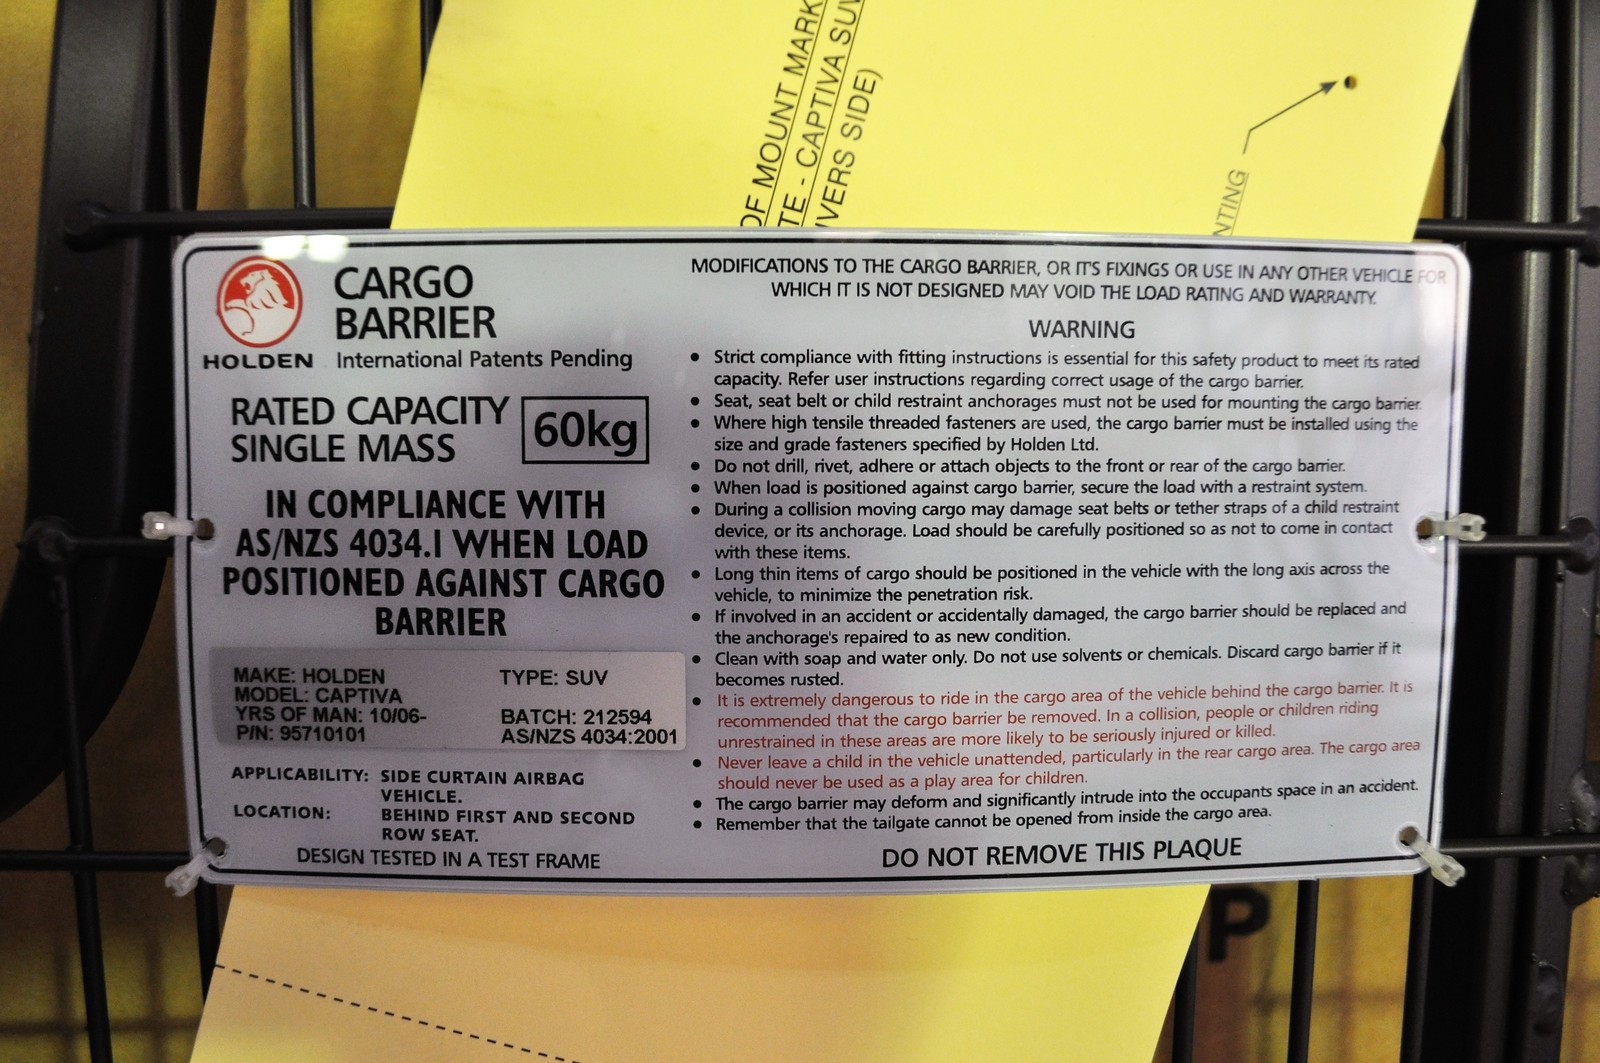 OF MOUNT MARK
TE - CAPTIVA SUV
IVERS SIDE)
NTING
HOLDEN
CARGO
BARRIER
International Patents Pending
RATED CAPACITY
SINGLE MASS
60kg
IN COMPLIANCE WITH
AS/NZS 4034.I WHEN LOAD
POSITIONED AGAINST CARGO
BARRIER
MAKE: HOLDEN TYPE: SUV
MODEL: CAPTIVA
YRS OF MAN: 10/06- BATCH: 212594
P/N: 95710101 AS/NZS 4034:2001
APPLICABILITY: SIDE CURTAIN AIRBAG
VEHICLE.
LOCATION: BEHIND FIRST AND SECOND
ROW SEAT.
DESIGN TESTED IN A TEST FRAME
MODIFICATIONS TO THE CARGO BARRIER, OR IT'S FIXINGS OR USE IN ANY OTHER VEHICLE FOR
WHICH IT IS NOT DESIGNED MAY VOID THE LOAD RATING AND WARRANTY.
WARNING
• Strict compliance with fitting instructions is essential for this safety product to meet its rated
capacity. Refer user instructions regarding correct usage of the cargo barrier.
• Seat, seat belt or child restraint anchorages must not be used for mounting the cargo barrier.
• Where high tensile threaded fasteners are used, the cargo barrier must be installed using the
size and grade fasteners specified by Holden Ltd.
• Do not drill, rivet, adhere or attach objects to the front or rear of the cargo barrier.
• When load is positioned against cargo barrier, secure the load with a restraint system.
• During a collision moving cargo may damage seat belts or tether straps of a child restraint
device, or its anchorage. Load should be carefully positioned so as not to come in contact
with these items.
• Long thin items of cargo should be positioned in the vehicle with the long axis across the
vehicle, to minimize the penetration risk.
• If involved in an accident or accidentally damaged, the cargo barrier should be replaced and
the anchorage's repaired to as new condition.
• Clean with soap and water only. Do not use solvents or chemicals. Discard cargo barrier if it
becomes rusted.
• It is extremely dangerous to ride in the cargo area of the vehicle behind the cargo barrier. It is
recommended that the cargo barrier be removed. In a collision, people or children riding
unrestrained in these areas are more likely to be seriously injured or killed.
• Never leave a child in the vehicle unattended, particularly in the rear cargo area. The cargo area
should never be used as a play area for children.
• The cargo barrier may deform and significantly intrude into the occupants space in an accident.
• Remember that the tailgate cannot be opened from inside the cargo area.
DO NOT REMOVE THIS PLAQUE
P